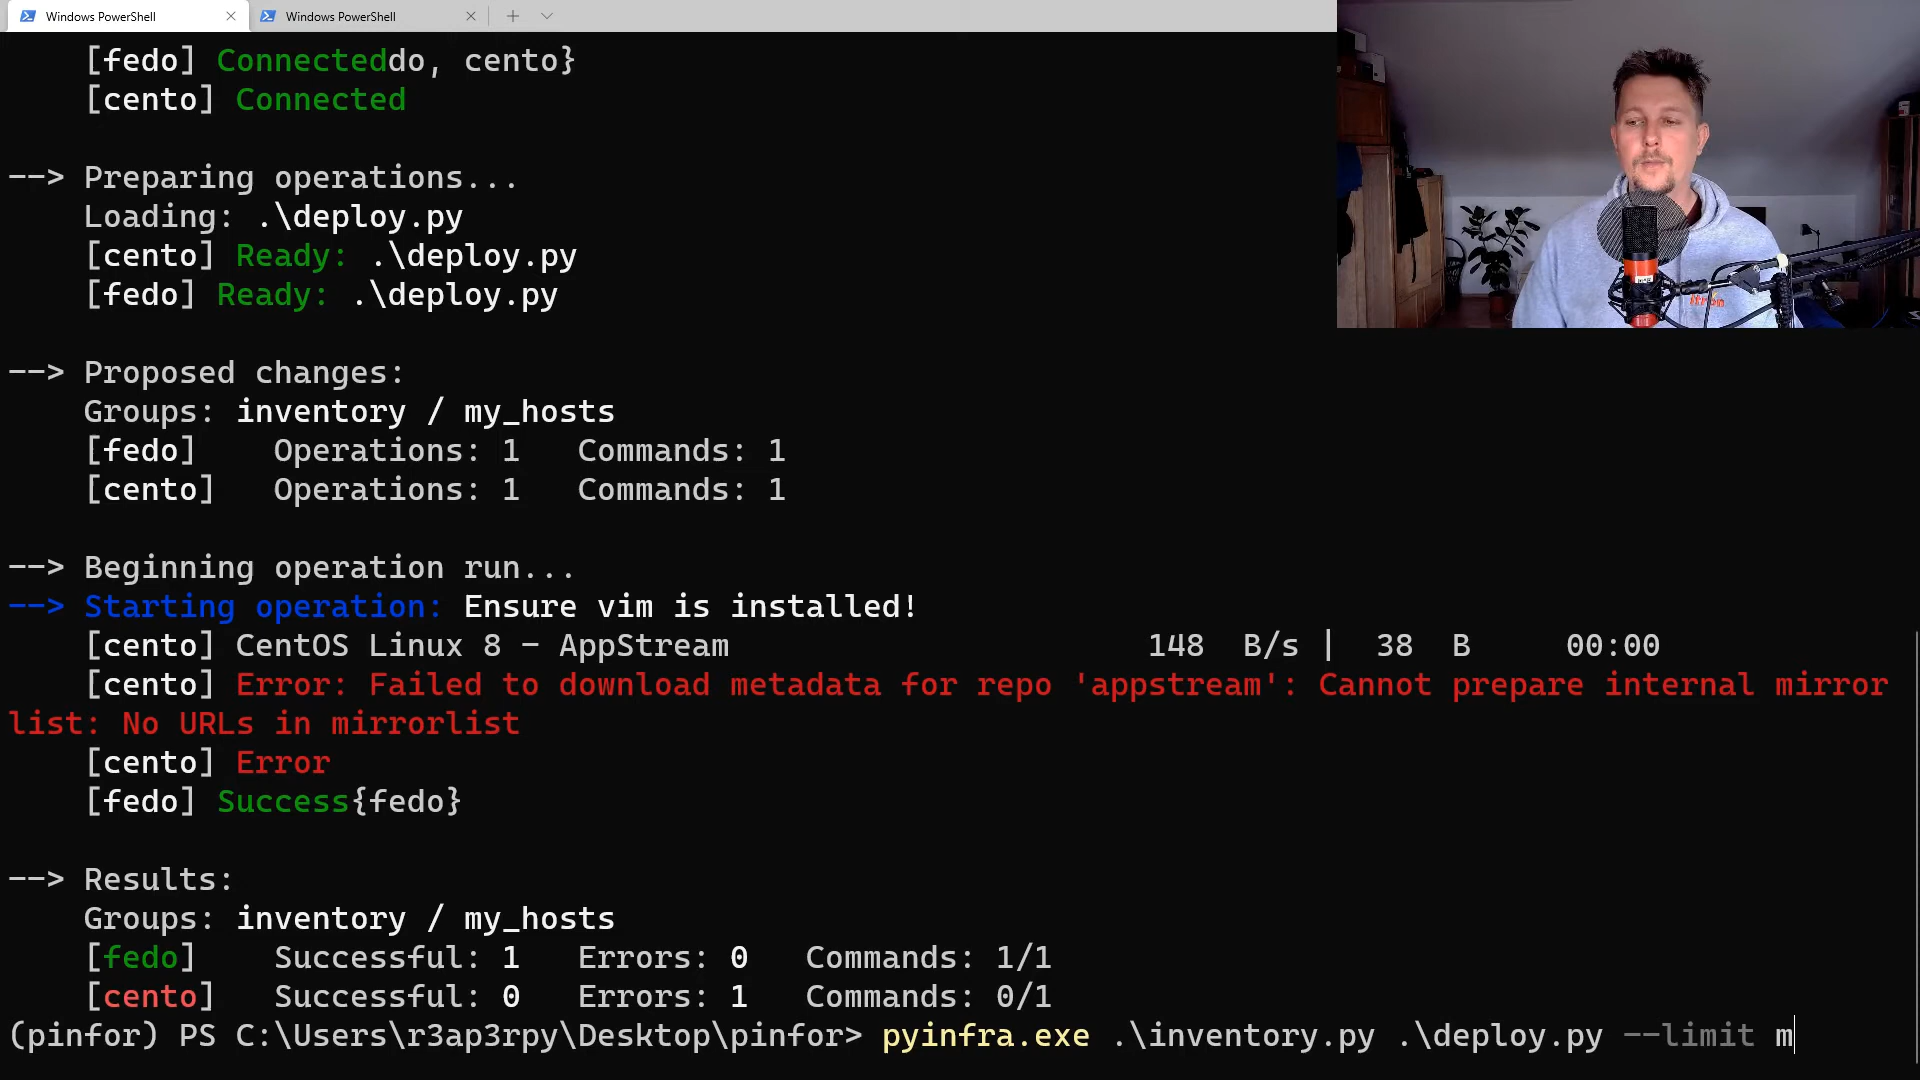 Windows PowerShell
Windows PowerShell
[fedo] Connecteddo, cento}
[cento] Connected
--> Preparing operations...
Loading: .\deploy.py
[cento] Ready: .\deploy.py
[fedo] Ready: .\deploy.py
--> Proposed changes:
Groups: inventory / my_hosts
[fedo] Operations: 1 Commands: 1
[cento] Operations: 1 Commands: 1
--> Beginning operation run...
--> Starting operation: Ensure vim is installed!
[cento] CentOS Linux 8 - AppStream 148 B/s | 38 B 00:00
[cento] Error: Failed to download metadata for repo 'appstream': Cannot prepare internal mirror
list: No URLs in mirrorlist
[cento] Error
[fedo] Success{fedo}
--> Results:
Groups: inventory / my_hosts
[fedo] Successful: 1 Errors: 0 Commands: 1/1
[cento] Successful: 0 Errors: 1 Commands: 0/1
(pinfor) PS C:\Users\r3ap3rpy\Desktop\pinfor> pyinfra.exe .\inventory.py .\deploy.py --limit m